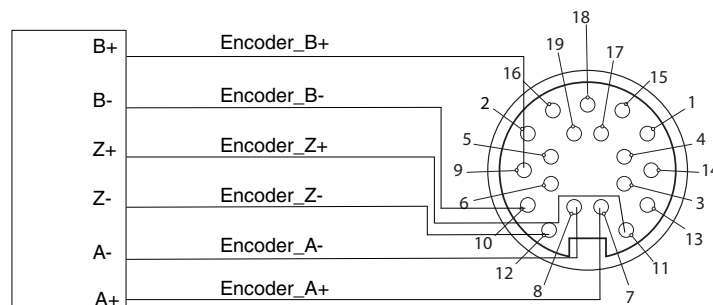 B+ Encoder_B+
B- Encoder_B-
Z+ Encoder_Z+
Z- Encoder_Z-
A- Encoder_A-
A+ Encoder_A+
18
19 17
16 15
2 1
5 4
9 14
6 3
10 13
12 8 7 11